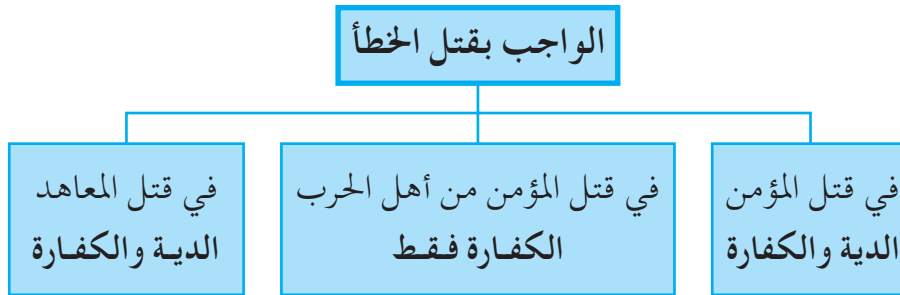 الواجب بقتل الخطأ
في قتل المؤمن
الدية والكفارة
في قتل المؤمن من أهل الحرب
الكفارة فقط
في قتل المعاهد
الدية والكفارة